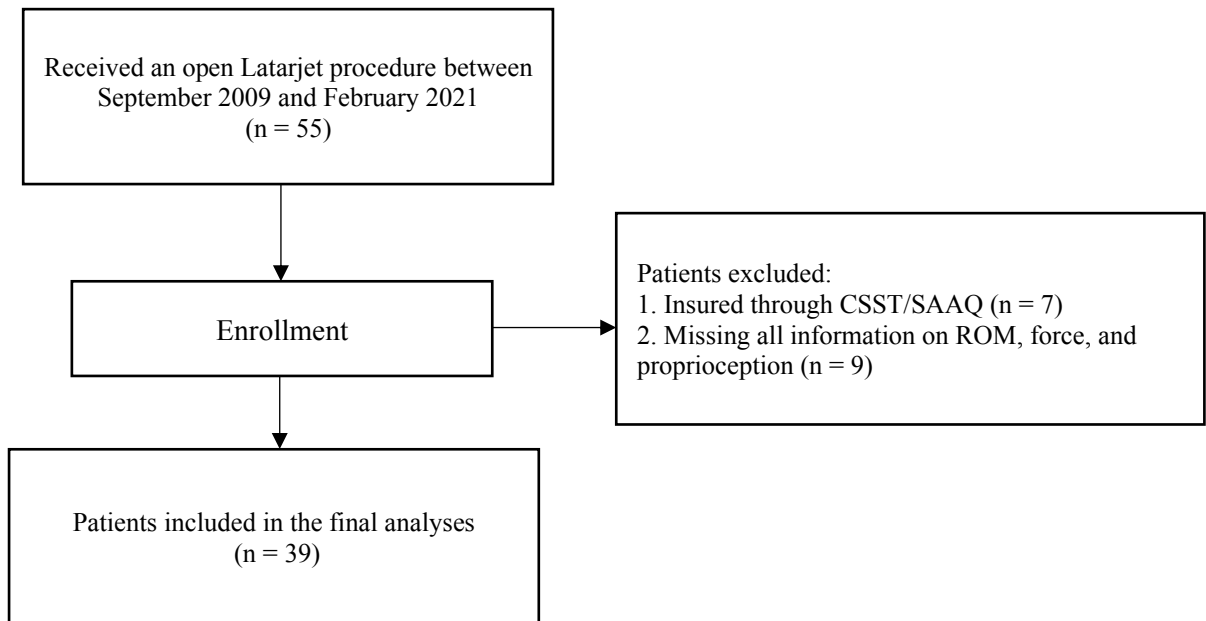 Received an open Latarjet procedure between
September 2009 and February 2021
(n = 55)
Enrollment
Patients excluded:
1. Insured through CSST/SAAQ (n = 7)
2. Missing all information on ROM, force, and
proprioception (n = 9)
Patients included in the final analyses
(n = 39)